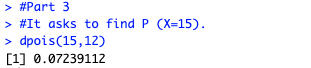 > #Part 3
> #It asks to find P (X=15).
> dpois(15,12)
[1] 0.07239112